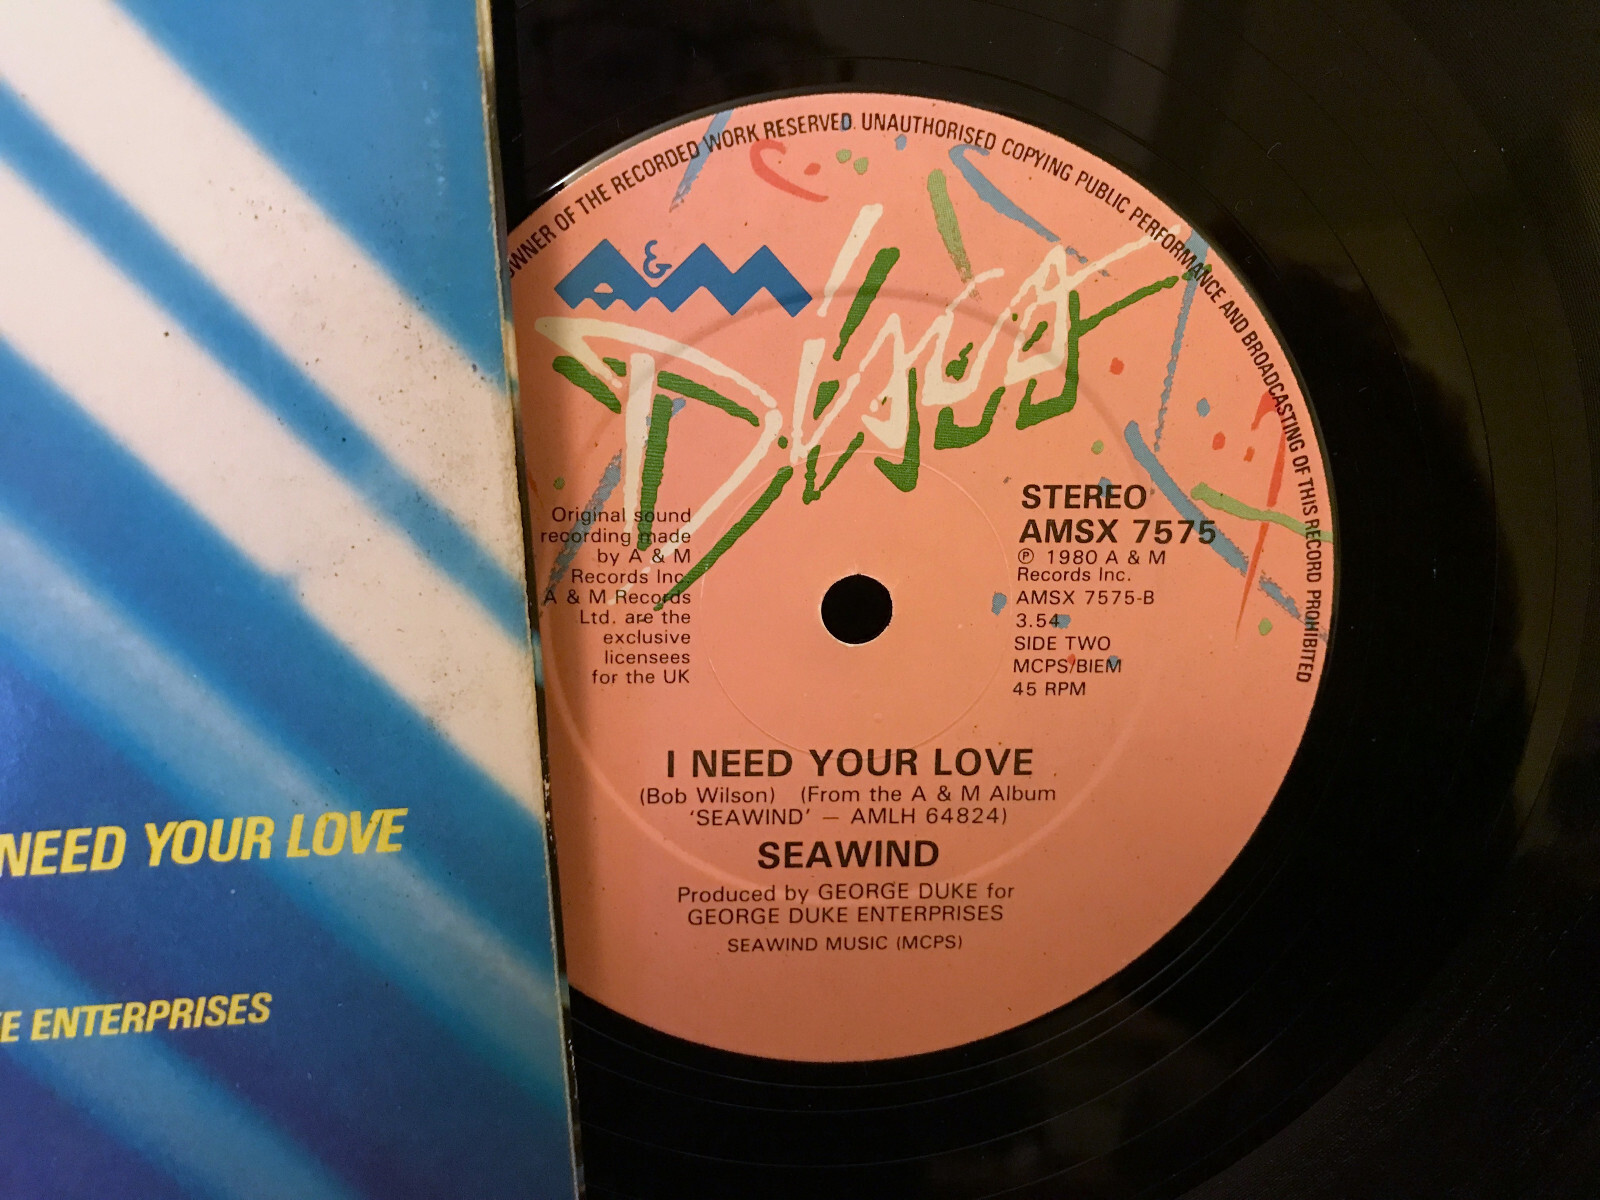 NEED YOUR LOVE
ENTERPRISES
OWNER OF THE RECORDED WORK RESERVED. UNAUTHORISED COPYING PUBLIC PERFORMANCE AND BROADCASTING OF THIS RECORD PROHIBITED
A&M
Disco
Original sound
recording made
by A & M
Records Inc.
A & M Records
Ltd. are the
exclusive
licensees
for the UK
STEREO
AMSX 7575
℗ 1980 A & M
Records Inc.
AMSX 7575-B
3.54
SIDE TWO
MCPS/BIEM
45 RPM
I NEED YOUR LOVE
(Bob Wilson) (From the A & M Album
‘SEAWIND’ – AMLH 64824)
SEAWIND
Produced by GEORGE DUKE for
GEORGE DUKE ENTERPRISES
SEAWIND MUSIC (MCPS)